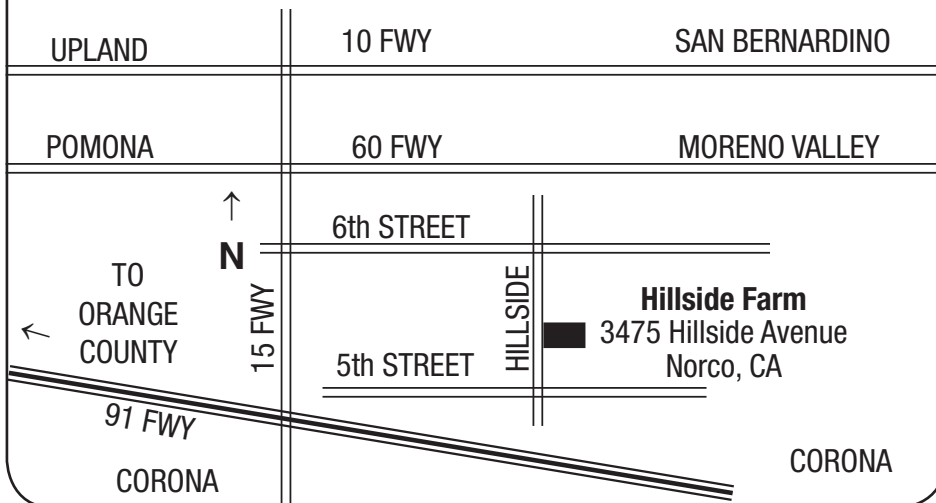 UPLAND
10 FWY
SAN BERNARDINO
POMONA
60 FWY
MORENO VALLEY
N
6th STREET
TO
ORANGE
COUNTY
15 FWY
HILLSIDE
Hillside Farm
3475 Hillside Avenue
Norco, CA
5th STREET
91 FWY
CORONA
CORONA